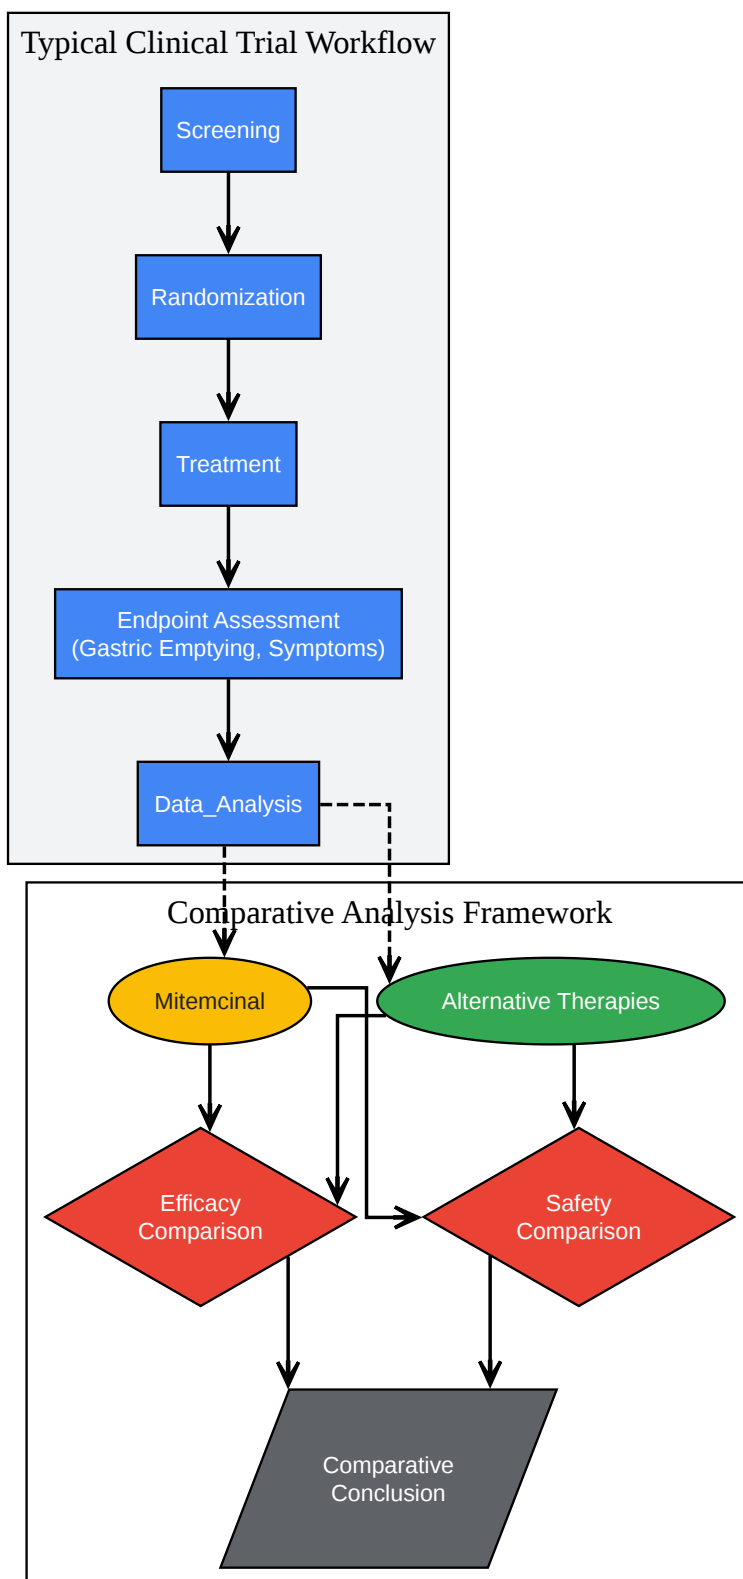 Typical Clinical Trial Workflow
Screening
Randomization
Treatment
Endpoint Assessment
(Gastric Emptying, Symptoms)
Data_Analysis
Comparative Analysis Framework
Mitemcinal
Alternative Therapies
Efficacy
Comparison
Safety
Comparison
Comparative
Conclusion